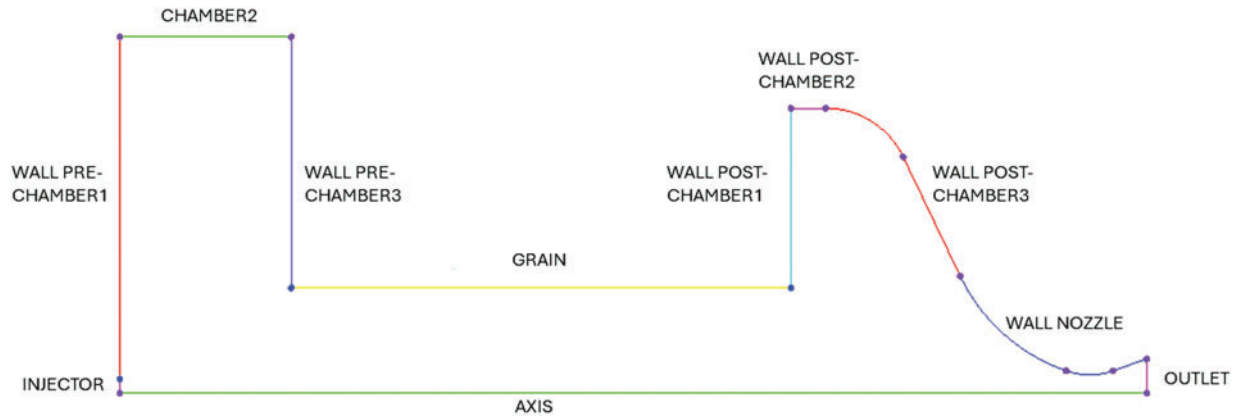 CHAMBER2
WALL POST-
CHAMBER2
WALL PRE-
CHAMBER1
WALL PRE-
CHAMBER3
WALL POST-
CHAMBER1
WALL POST-
CHAMBER3
GRAIN
WALL NOZZLE
INJECTOR
OUTLET
AXIS